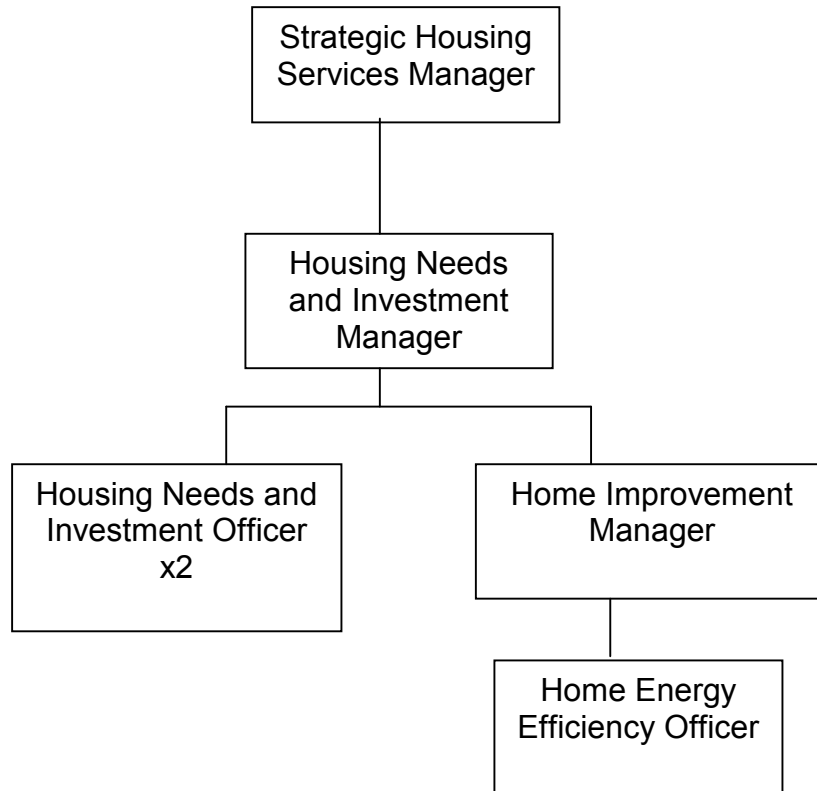 Strategic Housing
Services Manager
Housing Needs
and Investment
Manager
Housing Needs and
Investment Officer
x2
Home Improvement
Manager
Home Energy
Efficiency Officer